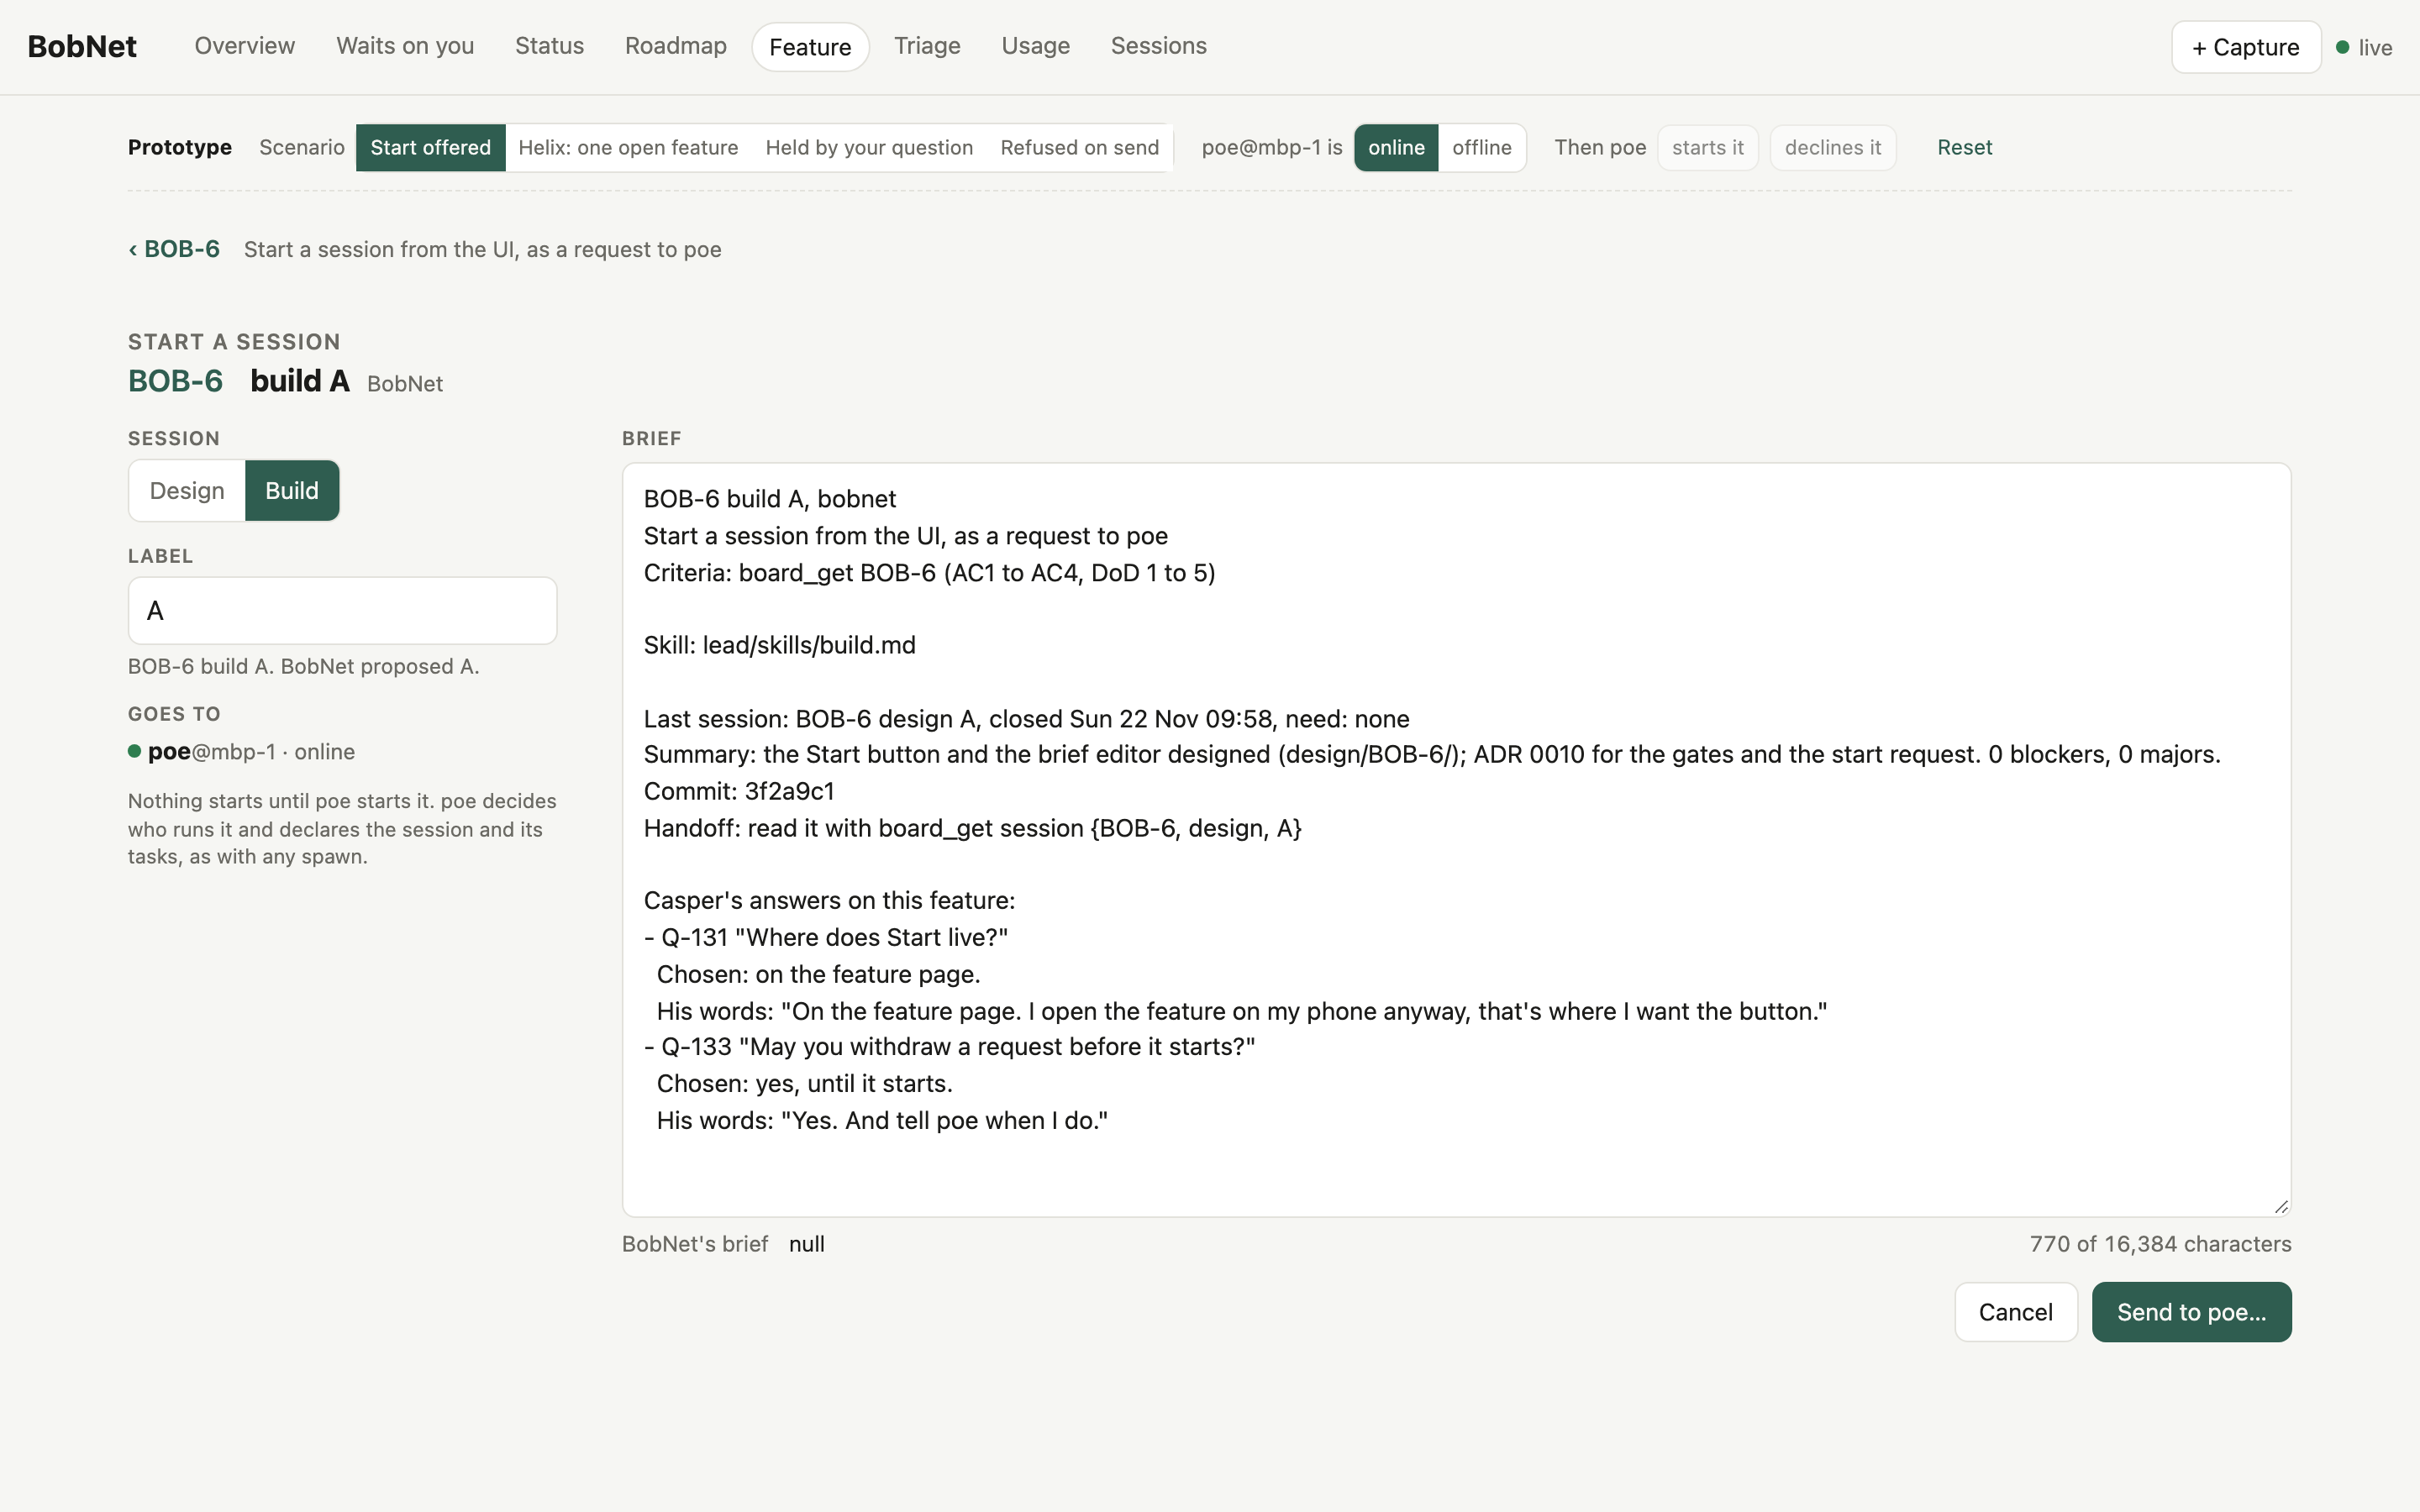 BobNet Overview Waits on you Status Roadmap Feature Triage Usage Sessions + Capture live
Prototype Scenario Start offered Helix: one open feature Held by your question Refused on send poe@mbp-1 is online offline Then poe starts it declines it Reset
‹ BOB-6 Start a session from the UI, as a request to poe
START A SESSION
BOB-6 build A BobNet
SESSION
Design Build
LABEL
A
BOB-6 build A. BobNet proposed A.
GOES TO
poe@mbp-1 · online
Nothing starts until poe starts it. poe decides
who runs it and declares the session and its
tasks, as with any spawn.
BRIEF
BOB-6 build A, bobnet
Start a session from the UI, as a request to poe
Criteria: board_get BOB-6 (AC1 to AC4, DoD 1 to 5)
Skill: lead/skills/build.md
Last session: BOB-6 design A, closed Sun 22 Nov 09:58, need: none
Summary: the Start button and the brief editor designed (design/BOB-6/); ADR 0010 for the gates and the start request. 0 blockers, 0 majors.
Commit: 3f2a9c1
Handoff: read it with board_get session {BOB-6, design, A}
Casper's answers on this feature:
- Q-131 "Where does Start live?"
Chosen: on the feature page.
His words: "On the feature page. I open the feature on my phone anyway, that's where I want the button."
- Q-133 "May you withdraw a request before it starts?"
Chosen: yes, until it starts.
His words: "Yes. And tell poe when I do."
BobNet's brief null 770 of 16,384 characters
Cancel Send to poe...